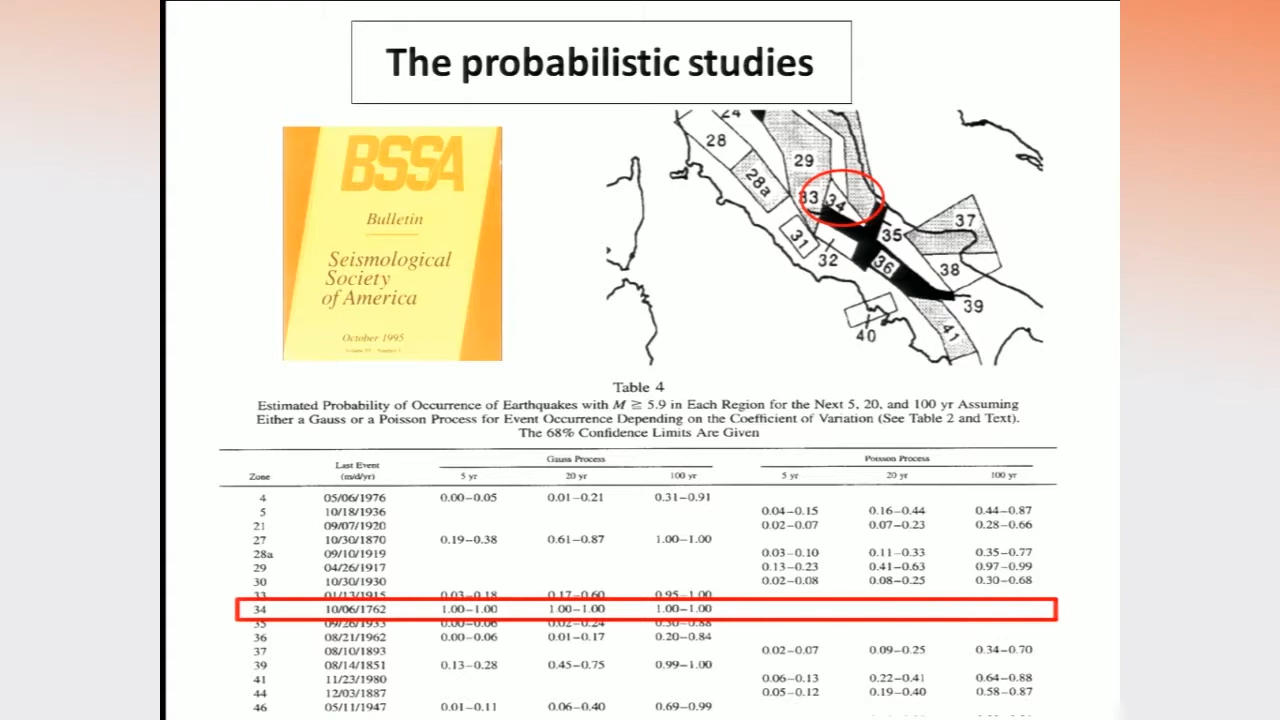 The probabilistic studies
BSSA
Bulletin
Seismological
Society
of America
October 1995
24
28
29
28a
33
34
31
32
35
36
37
38
39
40
41
Table 4
Estimated Probability of Occurrence of Earthquakes with M ≧ 5.9 in Each Region for the Next 5, 20, and 100 yr Assuming
Either a Gauss or a Poisson Process for Event Occurrence Depending on the Coefficient of Variation (See Table 2 and Text).
The 68% Confidence Limits Are Given
Last Event Gauss Process Poisson Process
Zone (m/d/yr) 5 yr 20 yr 100 yr 5 yr 20 yr 100 yr
4 05/06/1976 0.00–0.05 0.01–0.21 0.31–0.91
5 10/18/1936 0.04–0.15 0.16–0.44 0.44–0.87
21 09/07/1920 0.02–0.07 0.07–0.23 0.28–0.66
27 10/30/1870 0.19–0.38 0.61–0.87 1.00–1.00
28a 09/10/1919 0.03–0.10 0.11–0.33 0.35–0.77
29 04/26/1917 0.13–0.23 0.41–0.63 0.97–0.99
30 10/30/1930 0.02–0.08 0.08–0.25 0.30–0.68
33 01/13/1915 0.03–0.18 0.17–0.60 0.95–1.00
34 10/06/1762 1.00–1.00 1.00–1.00 1.00–1.00
35 09/26/1933 0.00–0.06 0.02–0.24 0.30–0.88
36 08/21/1962 0.00–0.06 0.01–0.17 0.20–0.84
37 08/10/1893 0.02–0.07 0.09–0.25 0.34–0.70
39 08/14/1851 0.13–0.28 0.45–0.75 0.99–1.00
41 11/23/1980 0.06–0.13 0.22–0.41 0.64–0.88
44 12/03/1887 0.05–0.12 0.19–0.40 0.58–0.87
46 05/11/1947 0.01–0.11 0.06–0.40 0.69–0.99